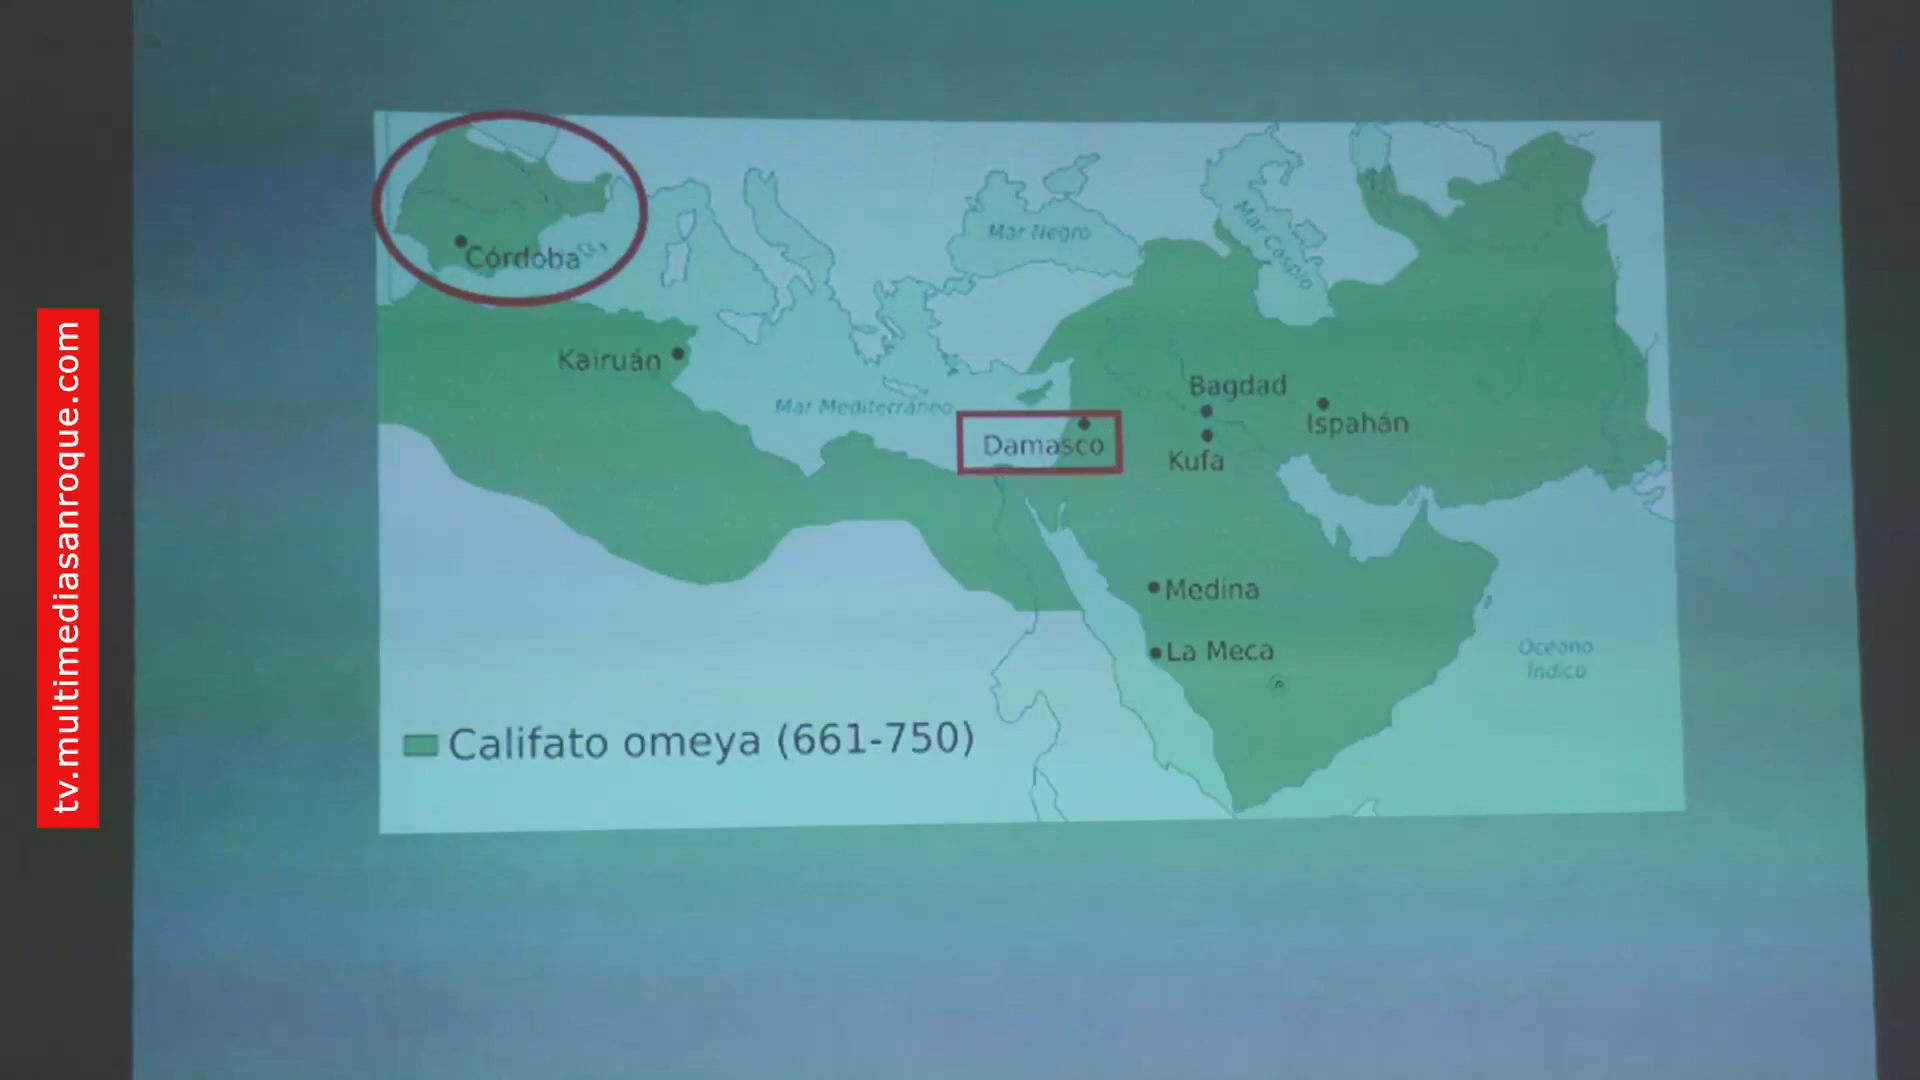 tv.multimediasanroque.com
Córdoba
Kairuán
Mar Mediterráneo
Mar Negro
Mar Caspio
Damasco
Bagdad
Kufa
Ispahán
Medina
La Meca
Océano
Índico
Califato omeya (661-750)